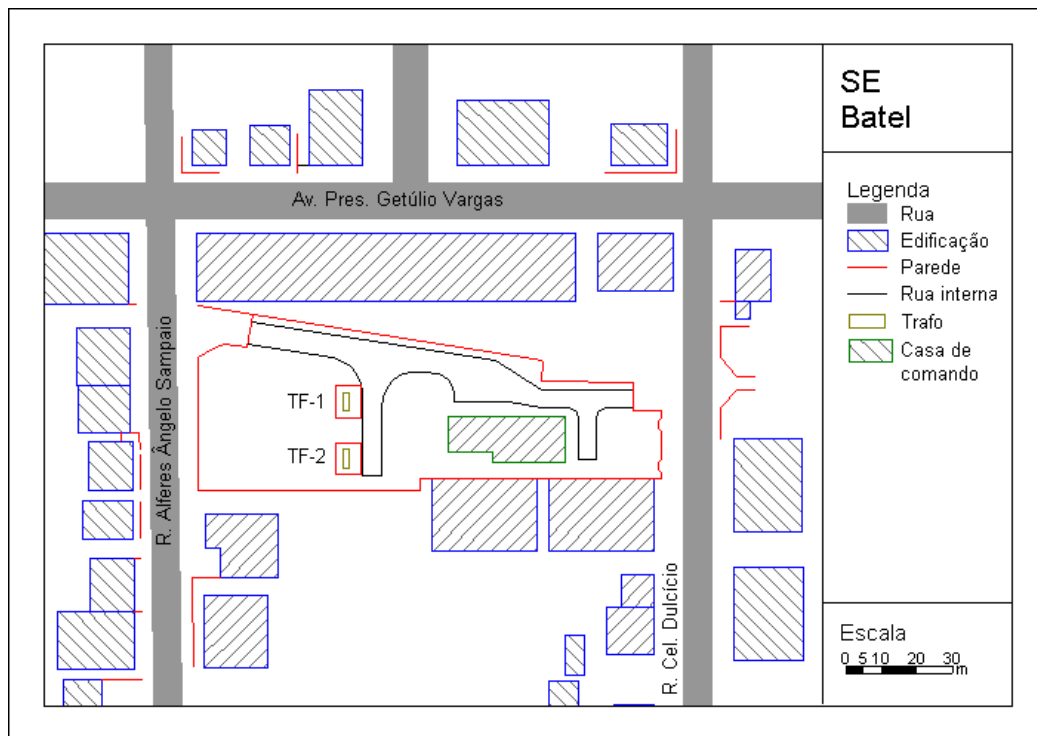 SE
Batel
Av. Pres. Getúlio Vargas
R. Alferes Ângelo Sampaio
TF-1
TF-2
R. Cel. Dulcício
Legenda
Rua
Edificação
Parede
Rua interna
Trafo
Casa de
comando
Escala
0 5 10 20 30
m